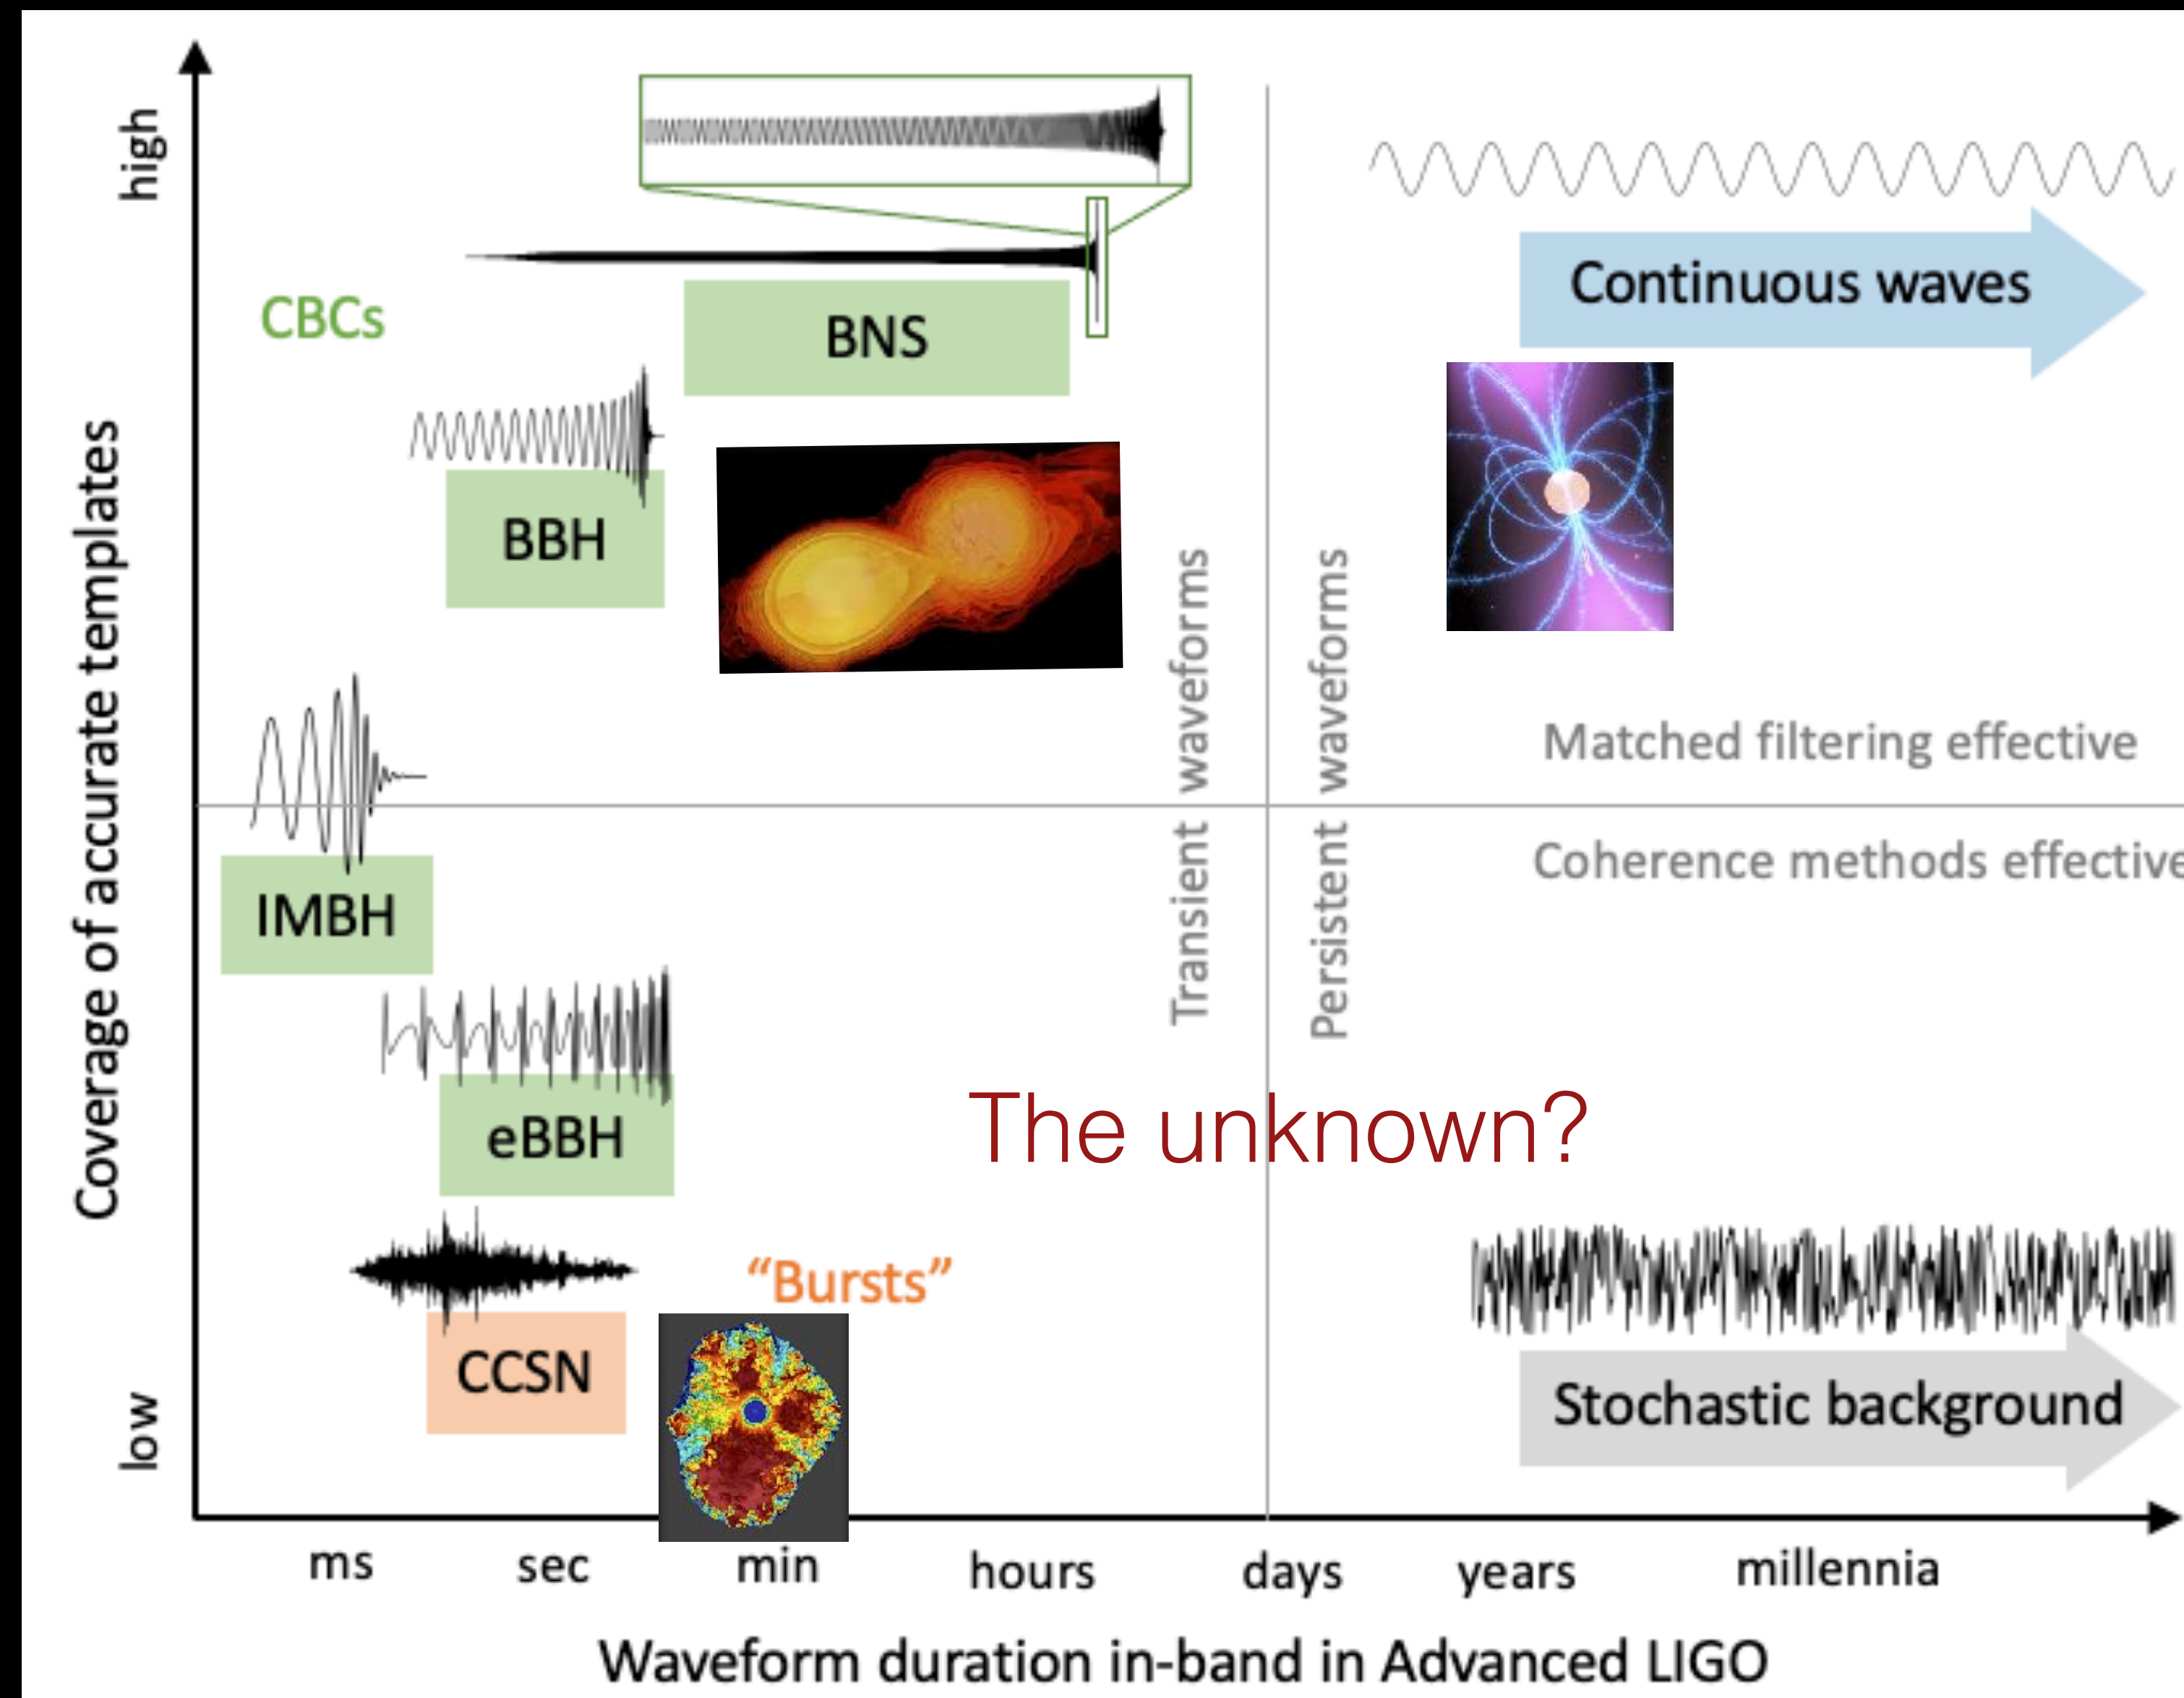 high
CBCs
BNS
Continuous waves
BBH
Coverage of accurate templates
Transient waveforms
Persistent waveforms
Matched filtering effective
Coherence methods effective
IMBH
eBBH
The unknown?
“Bursts”
CCSN
Stochastic background
low
ms
sec
min
hours
days
years
millennia
Waveform duration in-band in Advanced LIGO